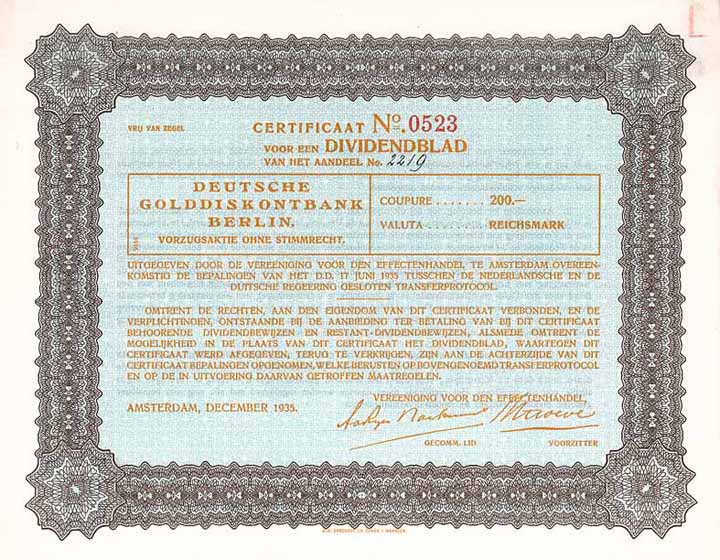 VRIJ VAN ZEGEL
CERTIFICAAT No. 0523
VOOR EEN DIVIDENDBLAD
VAN HET AANDEEL No. 2219
DEUTSCHE
GOLDDISKONTBANK
BERLIN.
VORZUGSAKTIE OHNE STIMMRECHT.
COUPURE ....... 200.—
VALUTA ........ REICHSMARK
UITGEGEVEN DOOR DE VEREENIGING VOOR DEN EFFECTENHANDEL TE AMSTERDAM OVEREEN-
KOMSTIG DE BEPALINGEN VAN HET D.D. 17 JUNI 1935 TUSSCHEN DE NEDERLANDSCHE EN DE
DUITSCHE REGEERING GESLOTEN TRANSFERPROTOCOL.
OMTRENT DE RECHTEN, AAN DEN EIGENDOM VAN DIT CERTIFICAAT VERBONDEN, EN DE
VERPLICHTINGEN, ONTSTAANDE BIJ DE AANBIEDING TER BETALING VAN BIJ DIT CERTIFICAAT
BEHOORENDE DIVIDENDBEWIJZEN EN RESTANT-DIVIDENDBEWIJZEN, ALSMEDE OMTRENT DE
MOGELIJKHEID IN DE PLAATS VAN DIT CERTIFICAAT HET DIVIDENDBLAD, WAARTEGEN DIT
CERTIFICAAT WERD AFGEGEVEN, TERUG TE VERKRIJGEN, ZIJN AAN DE ACHTERZIJDE VAN DIT
CERTIFICAAT BEPALINGEN OPGENOMEN, WELKE BERUSTEN OP BOVENGENOEMD TRANSFERPROTOCOL
EN OP DE IN UITVOERING DAARVAN GETROFFEN MAATREGELEN.
VEREENIGING VOOR DEN EFFECTENHANDEL,
AMSTERDAM, DECEMBER 1935.
GECOMM. LID
VOORZITTER